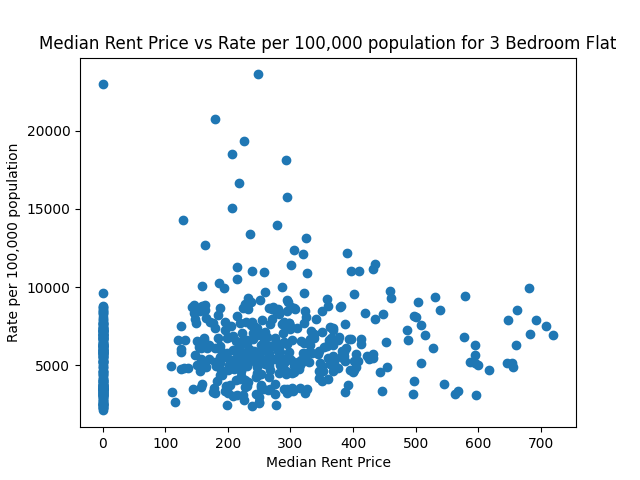 Median Rent Price vs Rate per 100,000 population for 3 Bedroom Flat
Rate per 100,000 population
20000
15000
10000
5000
0 100 200 300 400 500 600 700
Median Rent Price